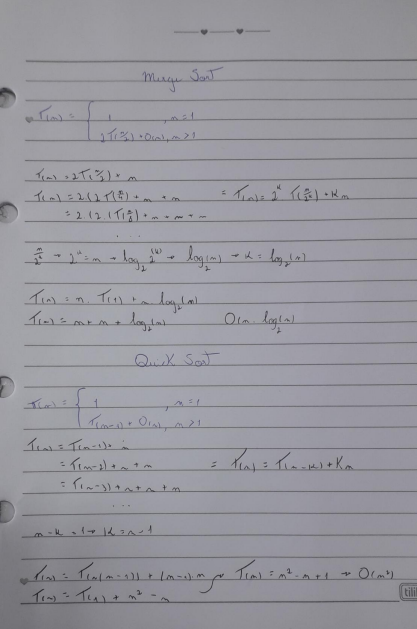 Merge Sort
T(n) = { 1 , n=1
2T(n/2) + O(n), n>1
T(n) = 2T(n/2) + n
T(n) = 2(2T(n/4) + n + n = T(n) = 2^k T(n/2^k) + Kn
= 2(2.(T(n/8) + n + n + n
...
n/2^k → 2^k = n → log₂ 2^(k) → log₂(n) → K = log₂(n)
T(n) = n. T(1) + n log₂(n)
T(n) = n + n + log₂(n) O(n. log₂(n)
Quick Sort
T(n) = { 1 , n=1
T(n-1) + O(n), n>1
T(n) = T(n-1) + n
= T(n-2) + n + n = T(n) = T(n-k) + Kn
= T(n-3) + n + n + n
...
n-k = 1 → K = n-1
T(n) = T(n(n-1)) + (n-1).n T(n) = n² - n + 1 → O(n²)
T(n) = T(1) + n² - n
tili